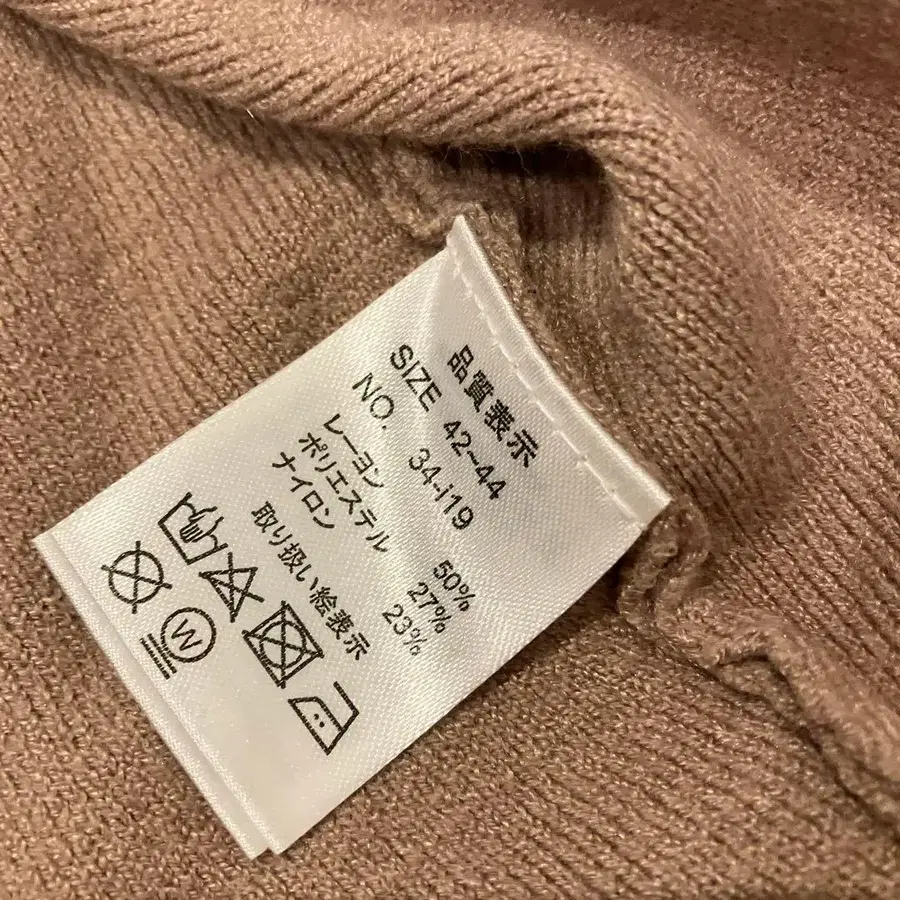 品質表示
SIZE 42-44
NO. 34-i19
レーヨン 50%
ポリエステル 27%
ナイロン 23%
取り扱い絵表示
W